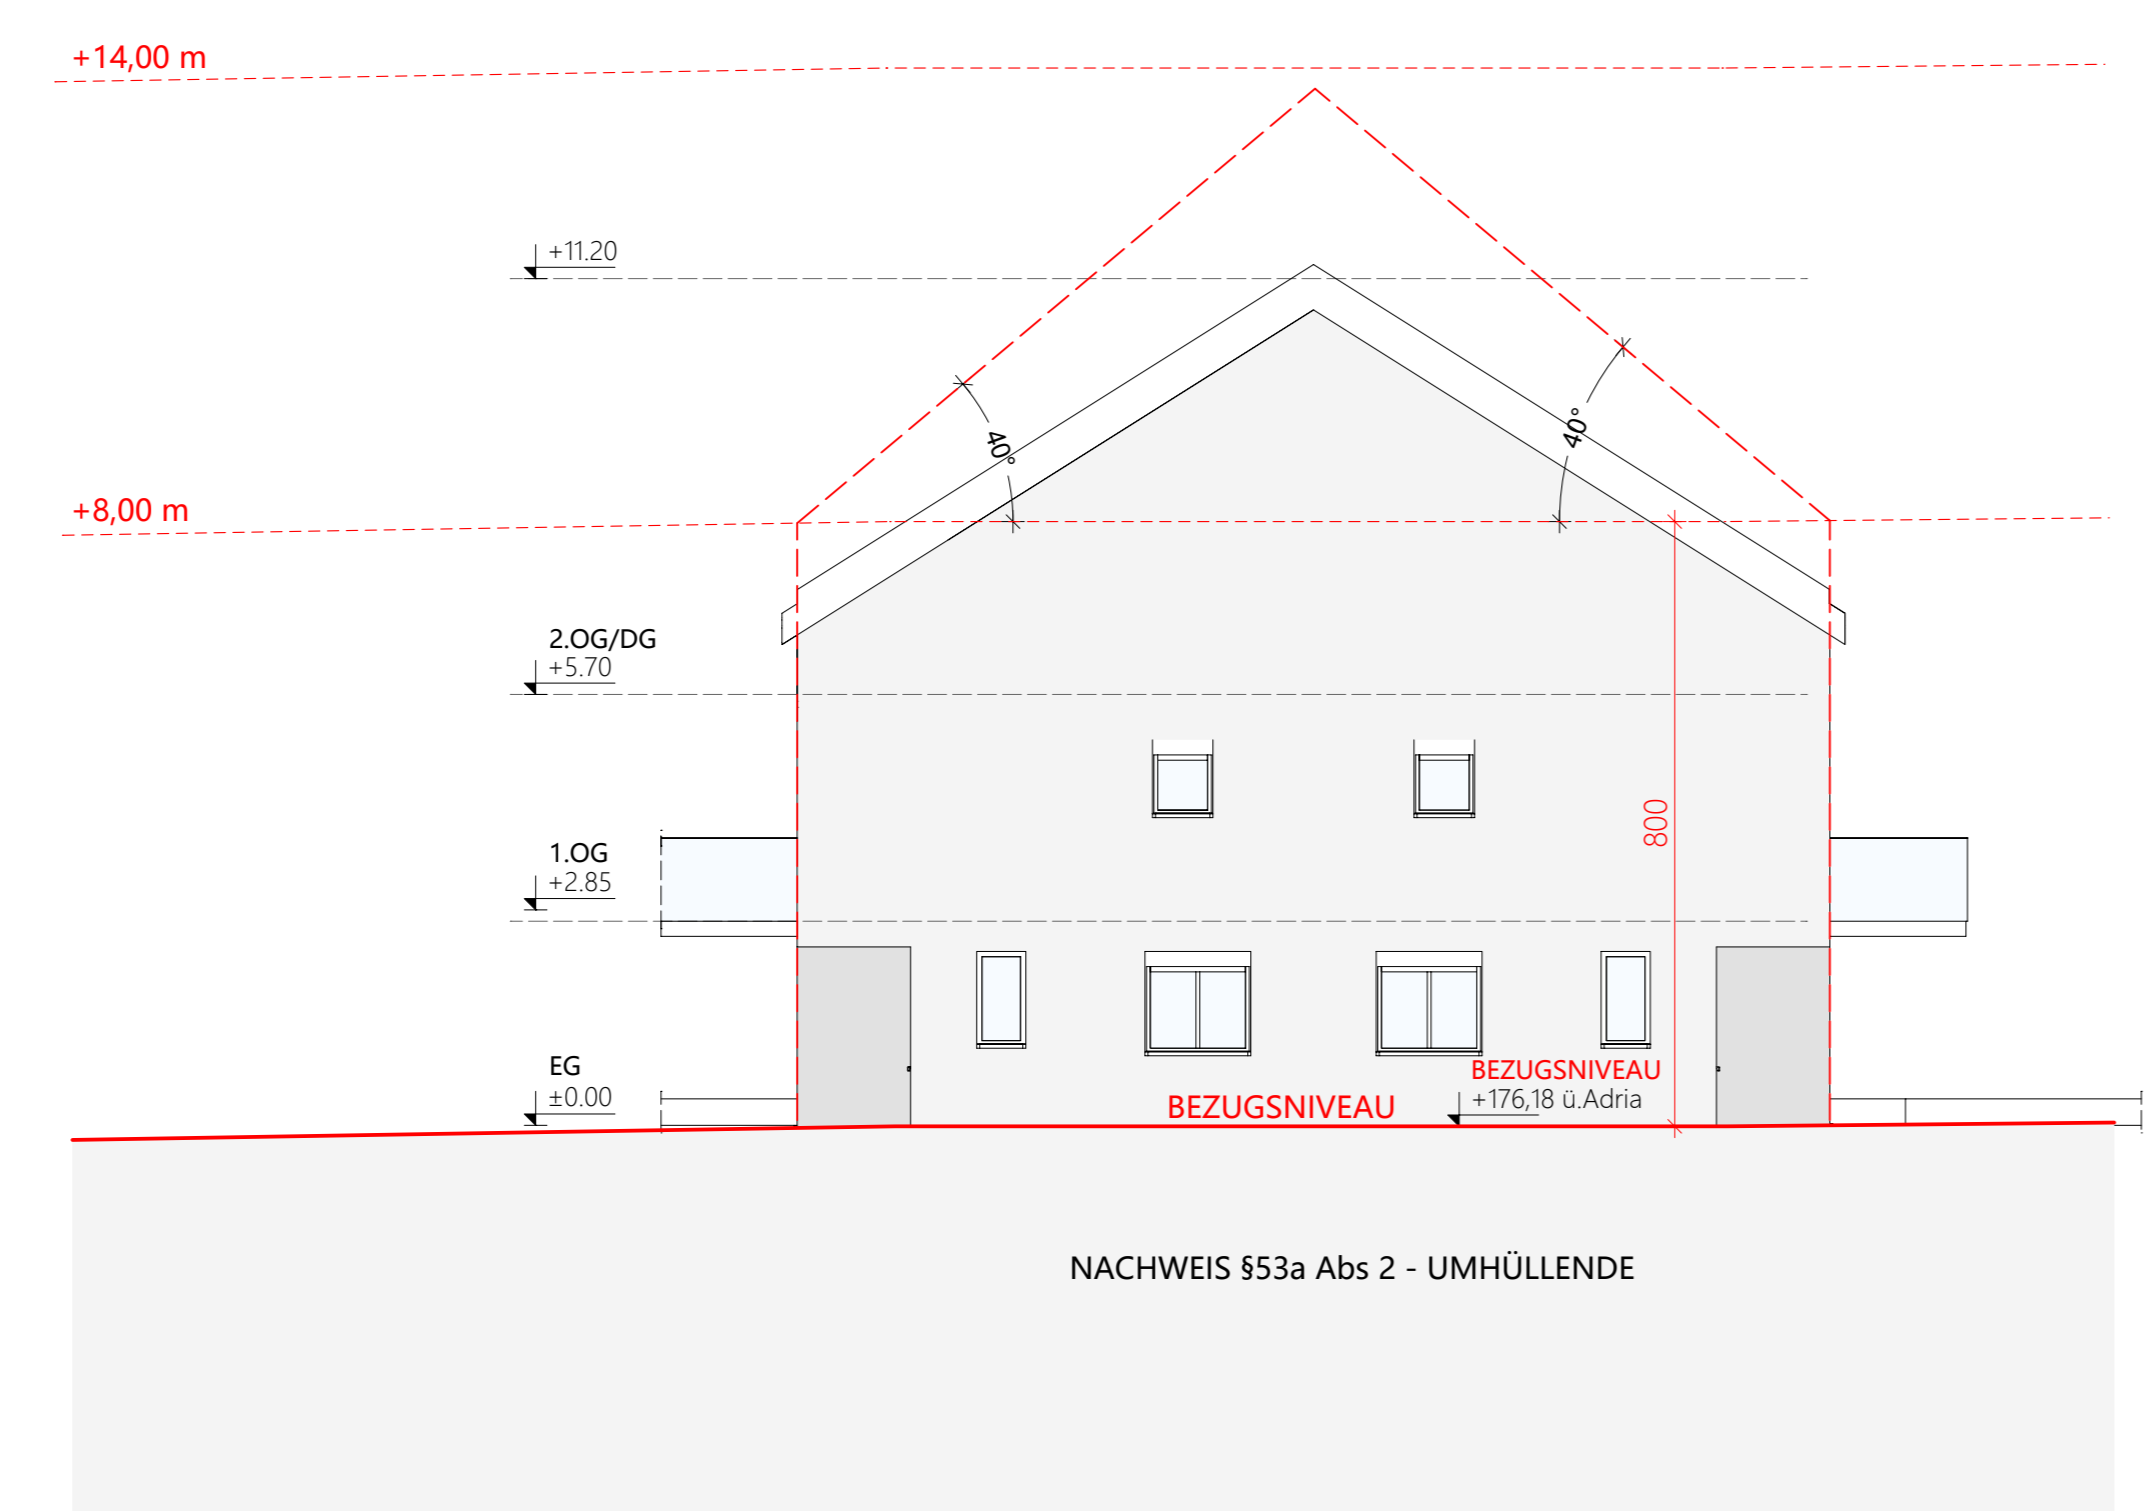 +14,00 m
+11.20
40°
40°
+8,00 m
2.OG/DG
+5.70
800
1.OG
+2.85
EG
±0.00
BEZUGSNIVEAU
BEZUGSNIVEAU
+176,18 ü.Adria
NACHWEIS §53a Abs 2 - UMHÜLLENDE